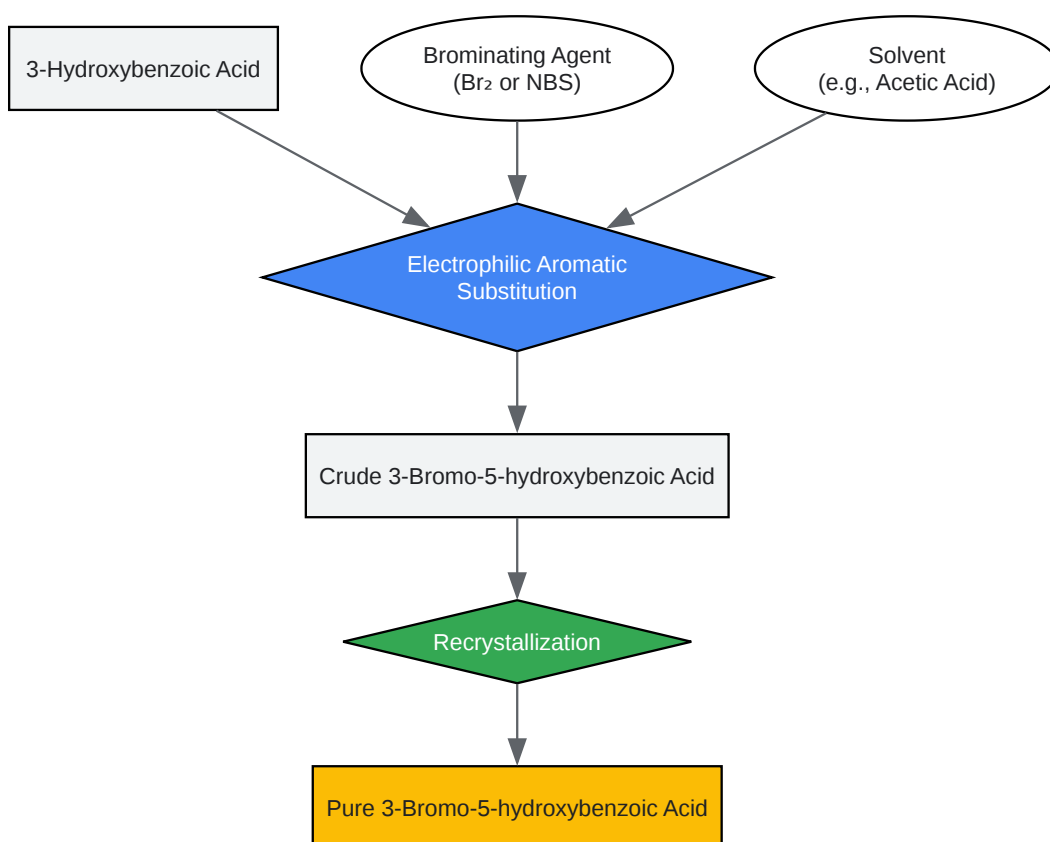 3-Hydroxybenzoic Acid
Brominating Agent
(Br₂ or NBS)
Solvent
(e.g., Acetic Acid)
Electrophilic Aromatic
Substitution
Crude 3-Bromo-5-hydroxybenzoic Acid
Recrystallization
Pure 3-Bromo-5-hydroxybenzoic Acid